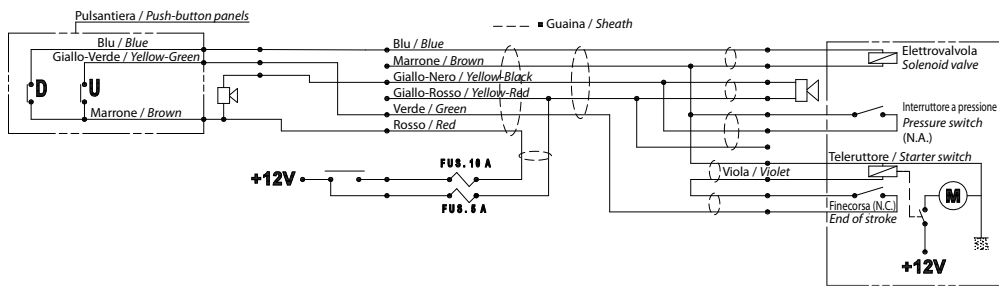 Pulsantiera / Push-button panels
Guaina / Sheath
Blu / Blue
Giallo-Verde / Yellow-Green
D U
Marrone / Brown
Blu / Blue
Marrone / Brown
Giallo-Nero / Yellow-Black
Giallo-Rosso / Yellow-Red
Verde / Green
Rosso / Red
Elettrovalvola
Solenoid valve
Interruttore a pressione
Pressure switch
(N.A.)
+12V
FUS. 10 A
FUS. 5 A
Viola / Violet
Teleruttore / Starter switch
M
Finecorsa (N.C.)
End of stroke
+12V